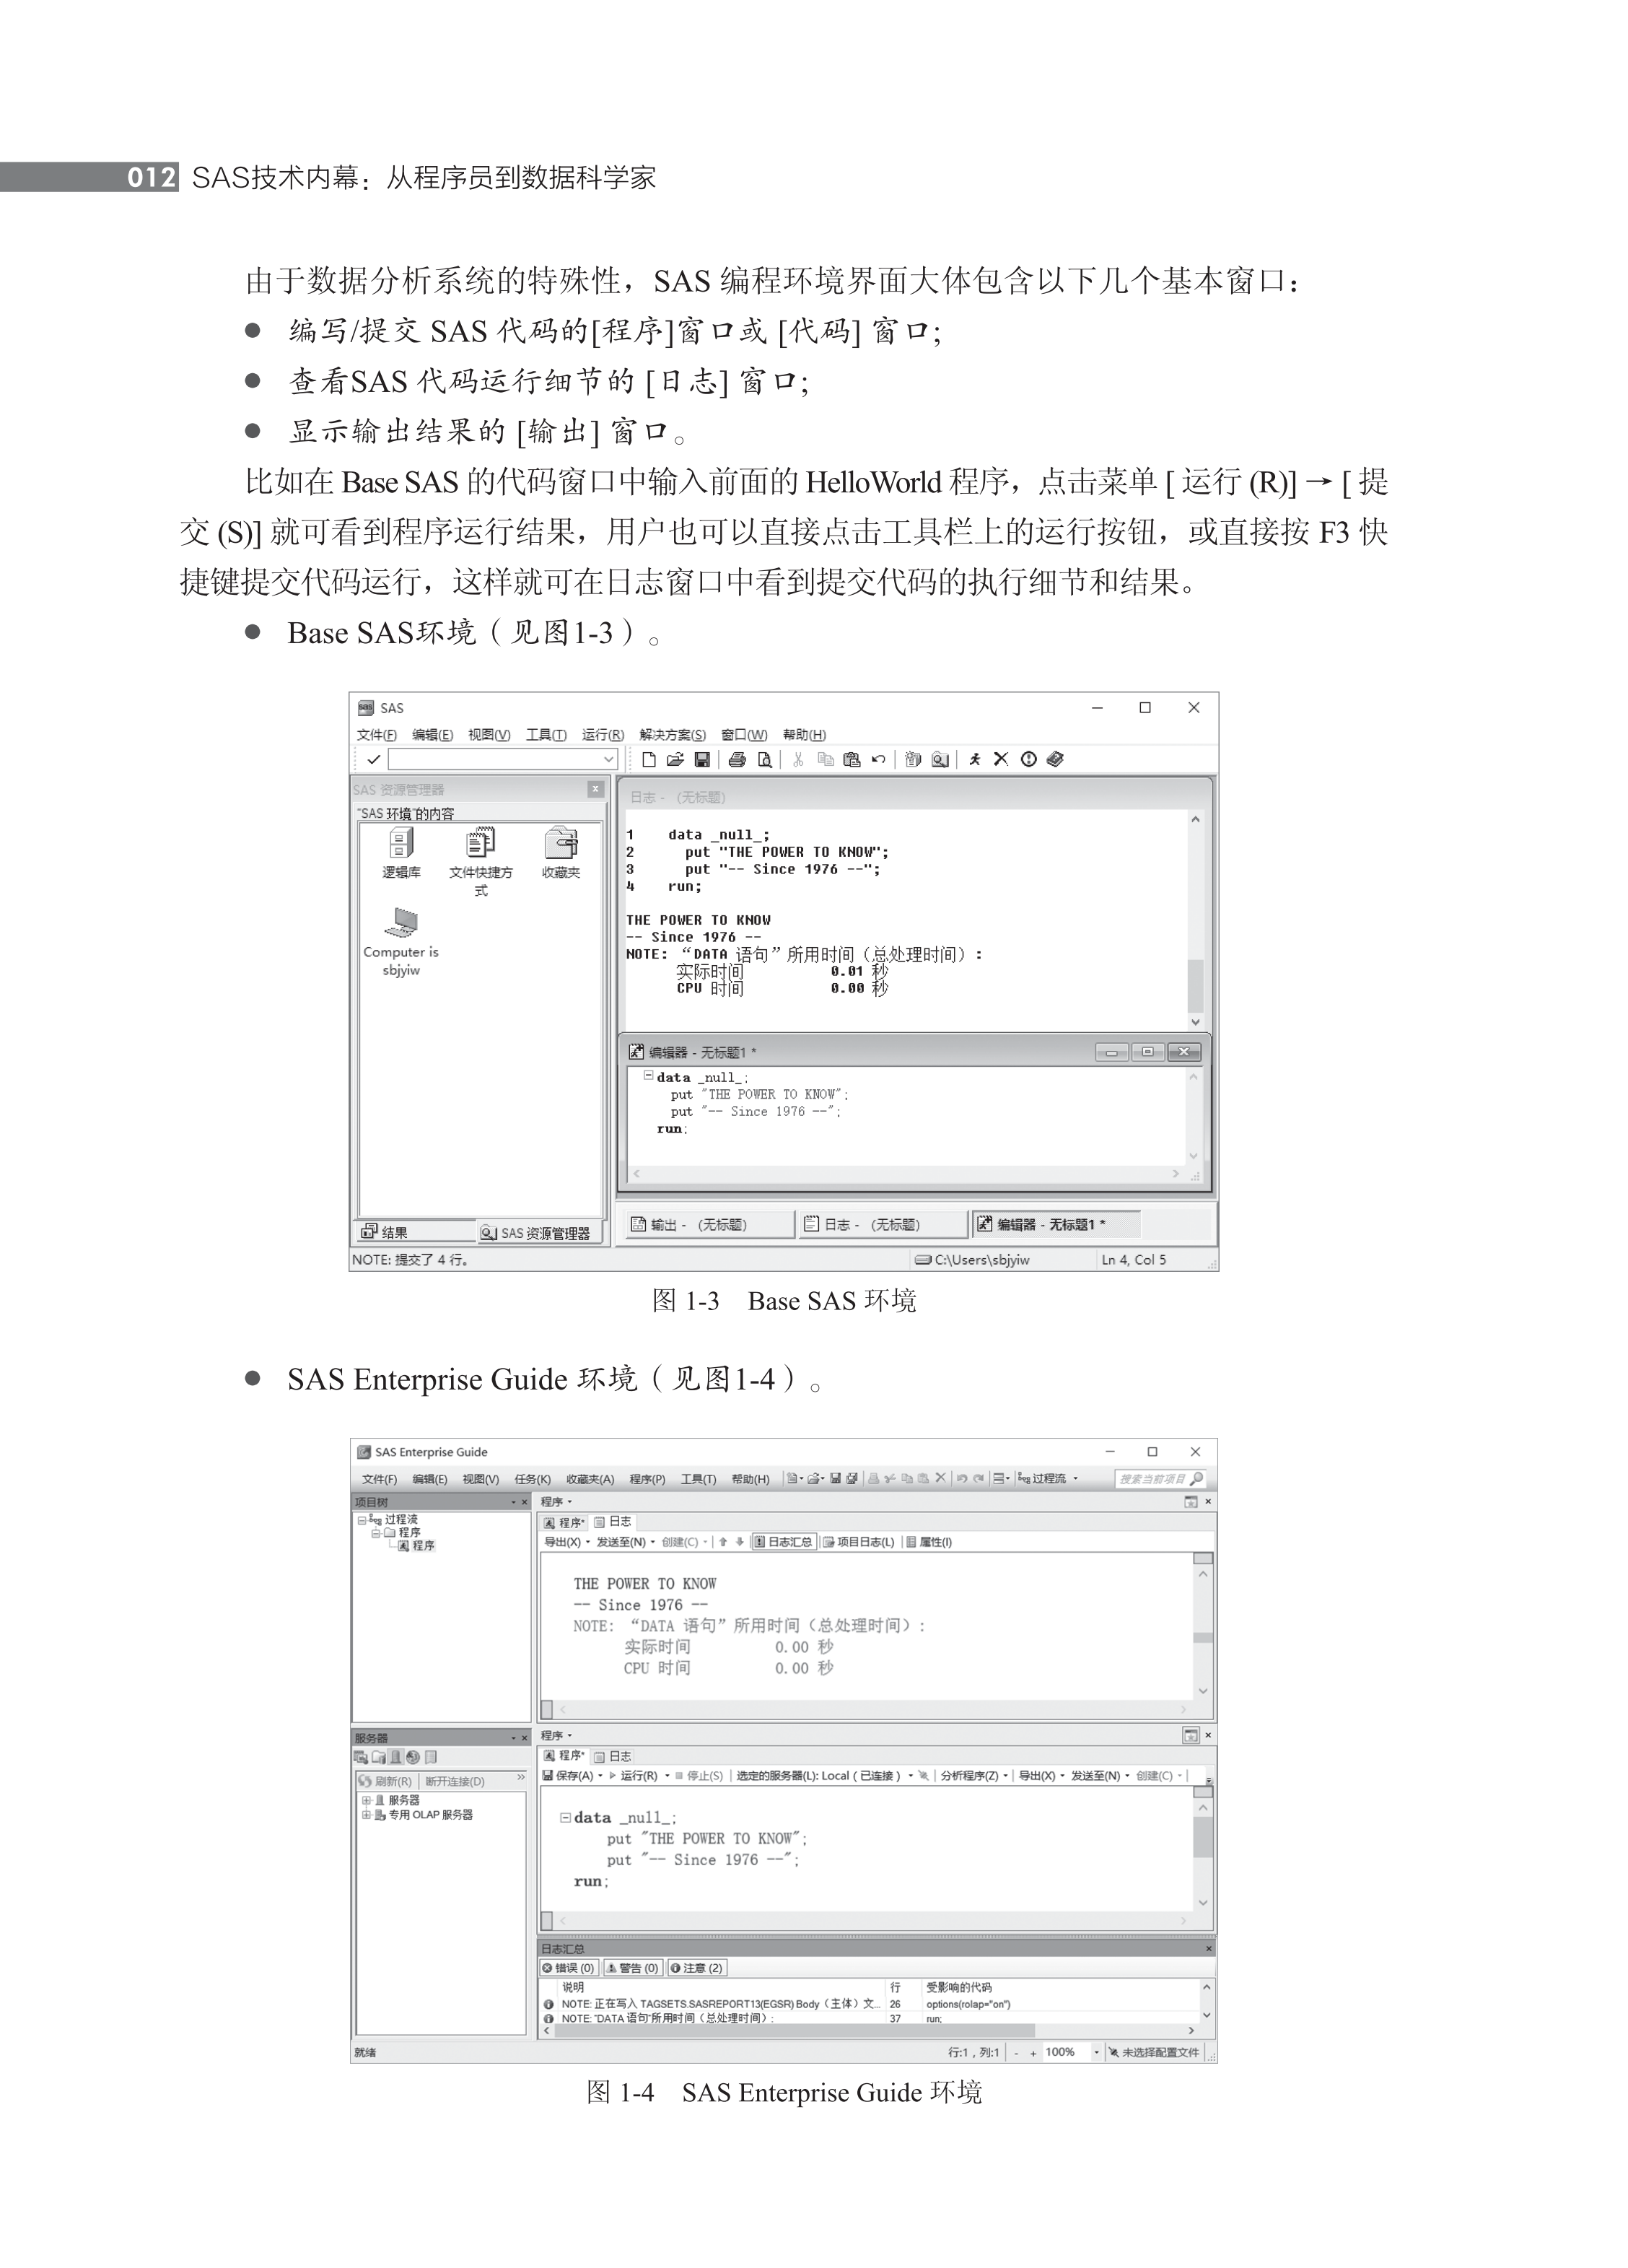 012 SAS技术内幕：从程序员到数据科学家
由于数据分析系统的特殊性，SAS 编程环境界面大体包含以下几个基本窗口：
● 编写/提交 SAS 代码的[程序]窗口或 [代码] 窗口；
● 查看SAS 代码运行细节的 [日志] 窗口；
● 显示输出结果的 [输出] 窗口。
比如在 Base SAS 的代码窗口中输入前面的 HelloWorld 程序，点击菜单 [ 运行 (R)] → [ 提
交 (S)] 就可看到程序运行结果，用户也可以直接点击工具栏上的运行按钮，或直接按 F3 快
捷键提交代码运行，这样就可在日志窗口中看到提交代码的执行细节和结果。
● Base SAS环境（见图1-3）。
SAS
文件(F) 编辑(E) 视图(V) 工具(T) 运行(R) 解决方案(S) 窗口(W) 帮助(H)
SAS 资源管理器
"SAS 环境"的内容
逻辑库 文件快捷方式 收藏夹
Computer is
sbjyiw
日志 - （无标题）
1 data _null_;
2 put "THE POWER TO KNOW";
3 put "-- Since 1976 --";
4 run;
THE POWER TO KNOW
-- Since 1976 --
NOTE: “DATA 语句”所用时间（总处理时间）:
实际时间 0.01 秒
CPU 时间 0.00 秒
编辑器 - 无标题1 *
data _null_;
put "THE POWER TO KNOW";
put "-- Since 1976 --";
run;
结果 SAS 资源管理器
输出 - （无标题） 日志 - （无标题） 编辑器 - 无标题1 *
NOTE: 提交了 4 行。 C:\Users\sbjyiw Ln 4, Col 5
图 1-3 Base SAS 环境
● SAS Enterprise Guide 环境（见图1-4）。
SAS Enterprise Guide
文件(F) 编辑(E) 视图(V) 任务(K) 收藏夹(A) 程序(P) 工具(T) 帮助(H) 过程流 搜索当前项目
项目树
过程流
程序
程序
程序
程序* 日志
导出(X) 发送至(N) 创建(C) 日志汇总 项目日志(L) 属性(I)
THE POWER TO KNOW
-- Since 1976 --
NOTE: “DATA 语句”所用时间（总处理时间）:
实际时间 0.00 秒
CPU 时间 0.00 秒
服务器
刷新(R) 断开连接(D) »
服务器
专用 OLAP 服务器
程序
程序* 日志
保存(A) 运行(R) 停止(S) 选定的服务器(L): Local（已连接） 分析程序(Z) 导出(X) 发送至(N) 创建(C)
data _null_;
put "THE POWER TO KNOW";
put "-- Since 1976 --";
run;
日志汇总
错误 (0) 警告 (0) 注意 (2)
说明 行 受影响的代码
NOTE: 正在写入 TAGSETS.SASREPORT13(EGSR) Body（主体）文... 26 options(rolap="on")
NOTE: "DATA 语句"所用时间（总处理时间）: 37 run;
就绪 行:1，列:1 - + 100% 未选择配置文件
图 1-4 SAS Enterprise Guide 环境